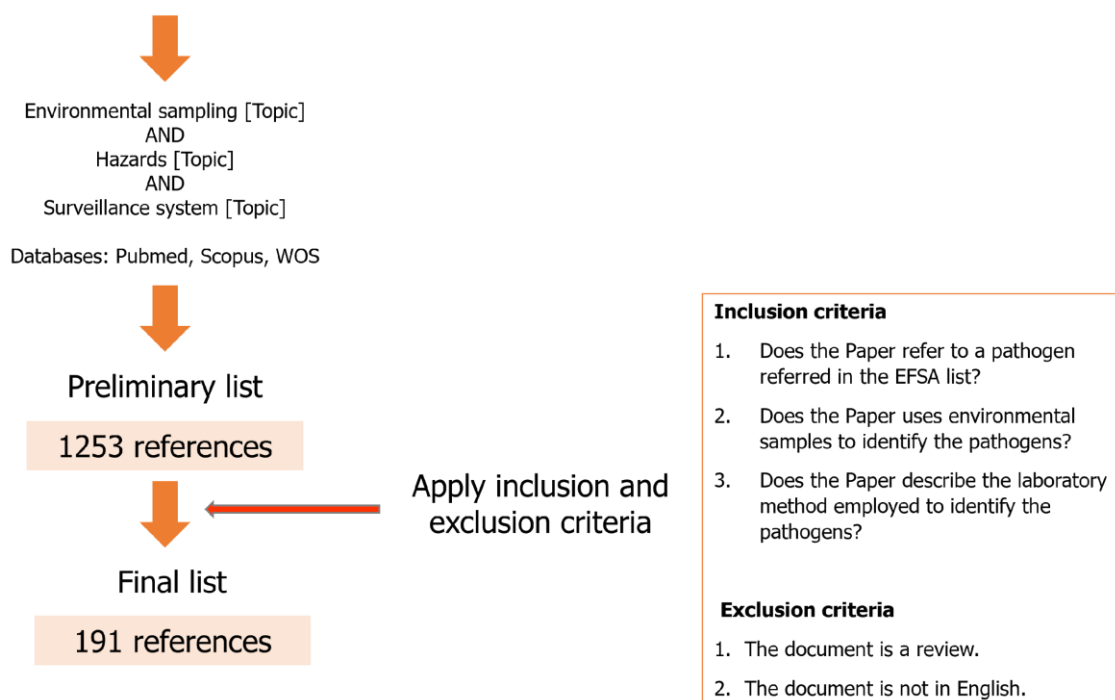 Environmental sampling [Topic]
AND
Hazards [Topic]
AND
Surveillance system [Topic]
Databases: Pubmed, Scopus, WOS
Preliminary list
1253 references
Apply inclusion and
exclusion criteria
Final list
191 references
Inclusion criteria
1. Does the Paper refer to a pathogen
referred in the EFSA list?
2. Does the Paper uses environmental
samples to identify the pathogens?
3. Does the Paper describe the laboratory
method employed to identify the
pathogens?
Exclusion criteria
1. The document is a review.
2. The document is not in English.